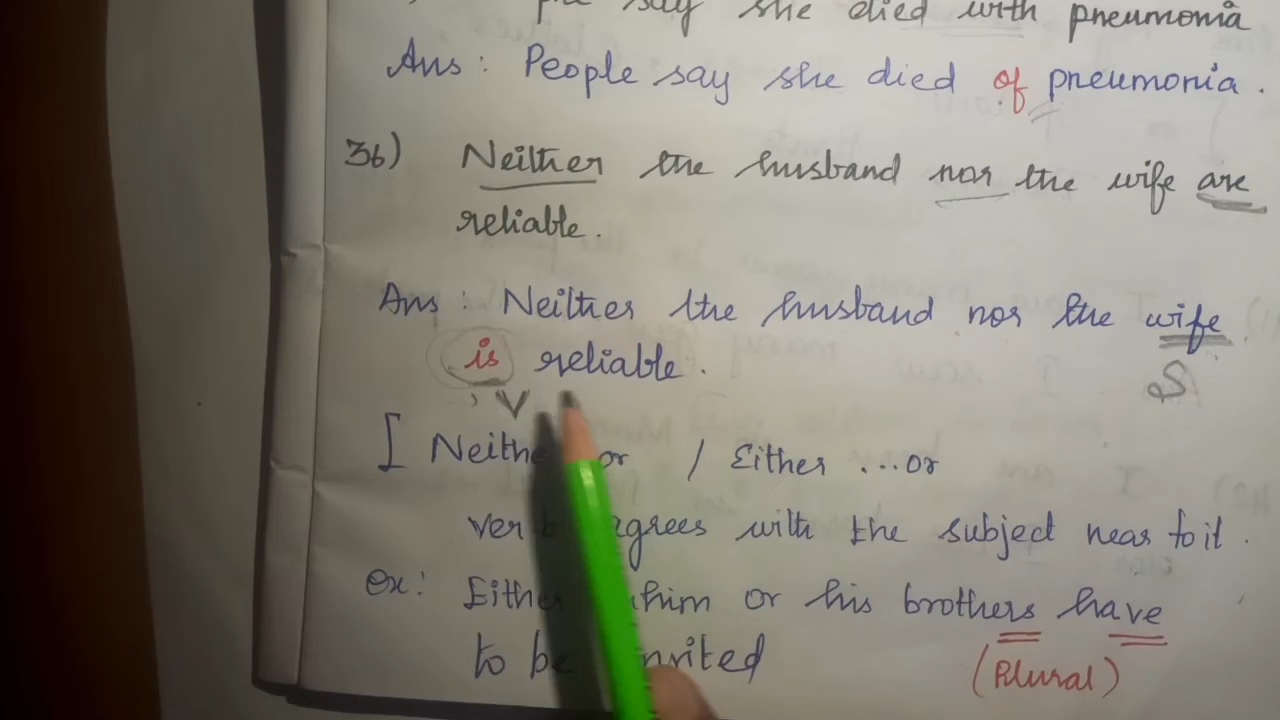 say she died with pneumonia
Ans : People say she died of pneumonia .
36) Neither the husband nor the wife are
reliable .
Ans : Neither the husband nor the wife
is reliable .
S
V
[ or / Either ...or
agrees with the subject near to it .
ex : him or his brothers have
to be
(Plural)